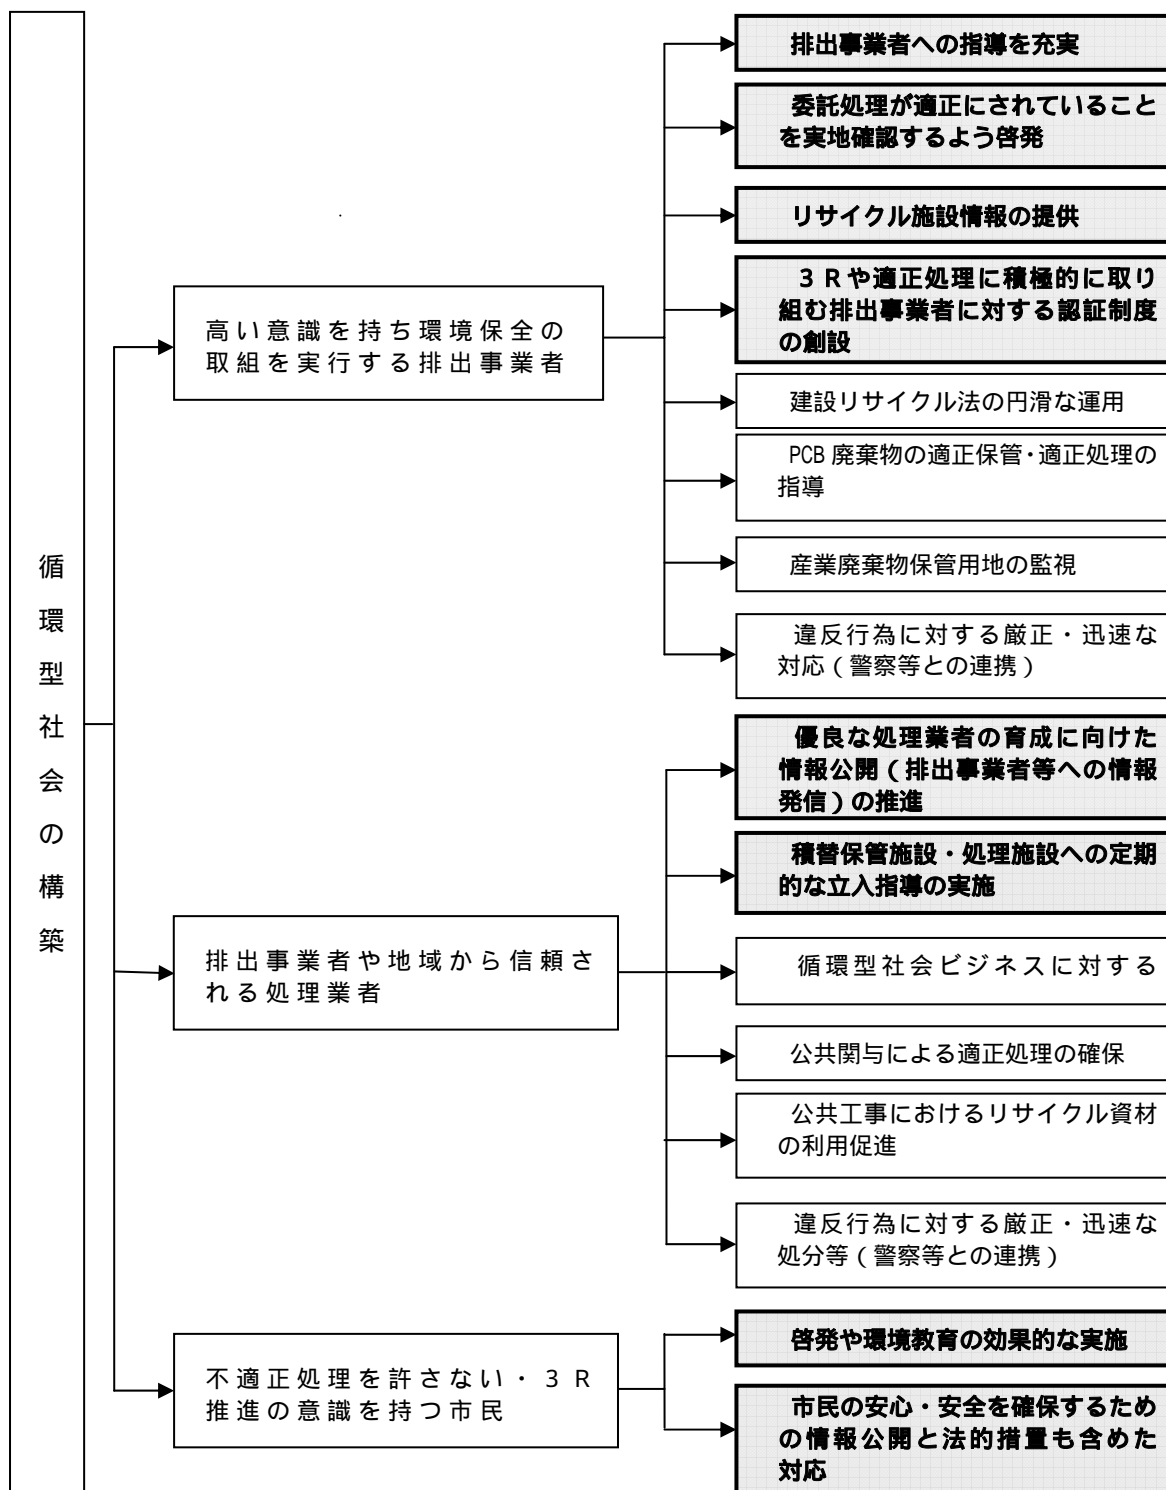 循環型社会の構築
高い意識を持ち環境保全の
取組を実行する排出事業者
排出事業者への指導を充実
委託処理が適正にされていること
を実地確認するよう啓発
リサイクル施設情報の提供
３Ｒや適正処理に積極的に取り
組む排出事業者に対する認証制度
の創設
建設リサイクル法の円滑な運用
PCB 廃棄物の適正保管・適正処理の
指導
産業廃棄物保管用地の監視
違反行為に対する厳正・迅速な
対応（警察等との連携）
排出事業者や地域から信頼さ
れる処理業者
優良な処理業者の育成に向けた
情報公開（排出事業者等への情報
発信）の推進
積替保管施設・処理施設への定期
的な立入指導の実施
循環型社会ビジネスに対する
公共関与による適正処理の確保
公共工事におけるリサイクル資材
の利用促進
違反行為に対する厳正・迅速な
処分等（警察等との連携）
不適正処理を許さない・３Ｒ
推進の意識を持つ市民
啓発や環境教育の効果的な実施
市民の安心・安全を確保するため
の情報公開と法的措置も含めた
対応